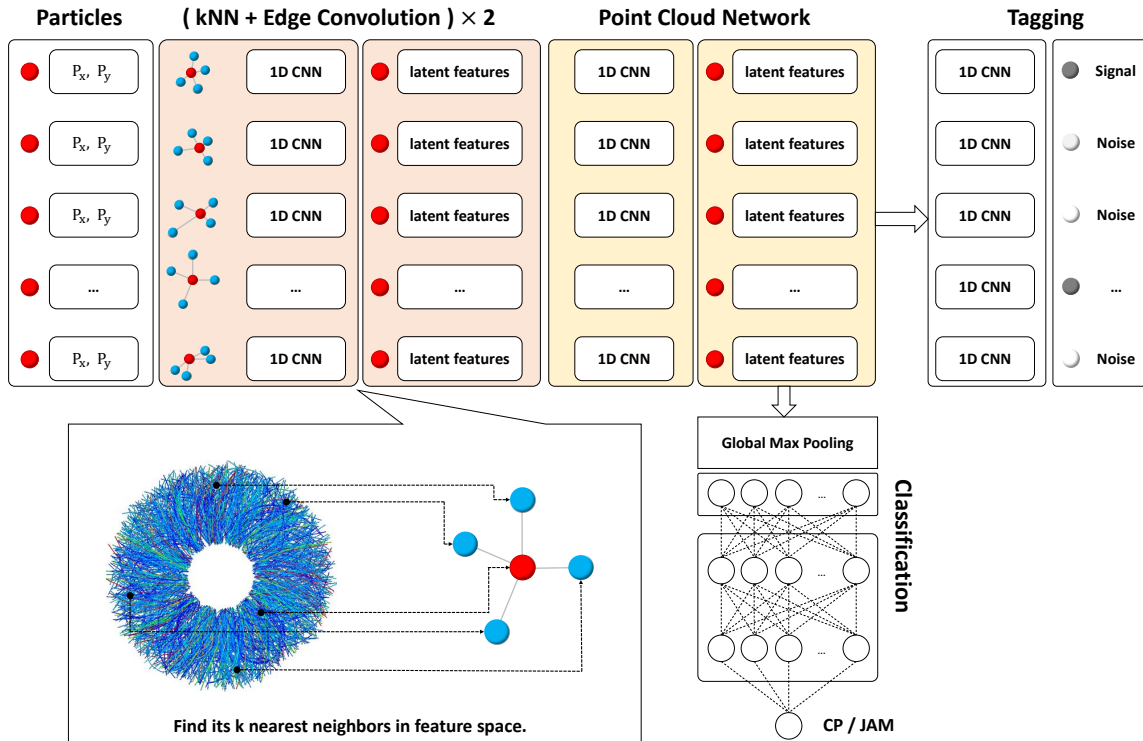 Particles ( kNN + Edge Convolution ) × 2 Point Cloud Network Tagging
Px, Py 1D CNN latent features 1D CNN latent features 1D CNN Signal
Px, Py 1D CNN latent features 1D CNN latent features 1D CNN Noise
Px, Py 1D CNN latent features 1D CNN latent features 1D CNN Noise
... ... ... ... ... 1D CNN ...
Px, Py 1D CNN latent features 1D CNN latent features 1D CNN Noise
Global Max Pooling
...
Classification
...
...
CP / JAM
Find its k nearest neighbors in feature space.